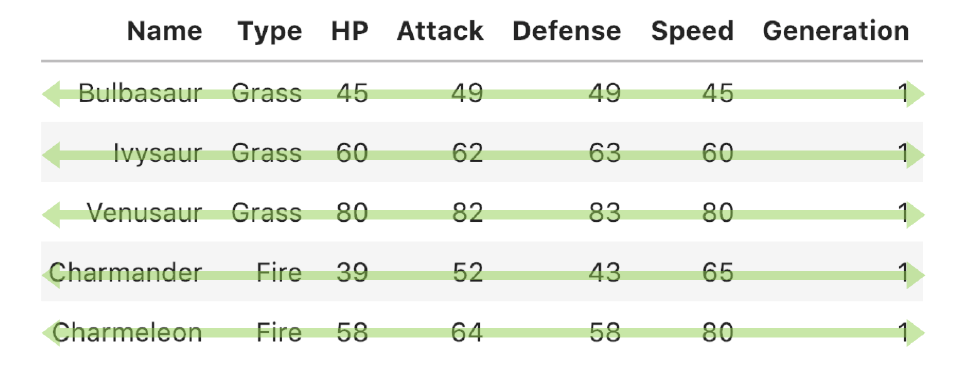 Name Type HP Attack Defense Speed Generation
Bulbasaur Grass 45 49 49 45 1
Ivysaur Grass 60 62 63 60 1
Venusaur Grass 80 82 83 80 1
Charmander Fire 39 52 43 65 1
Charmeleon Fire 58 64 58 80 1